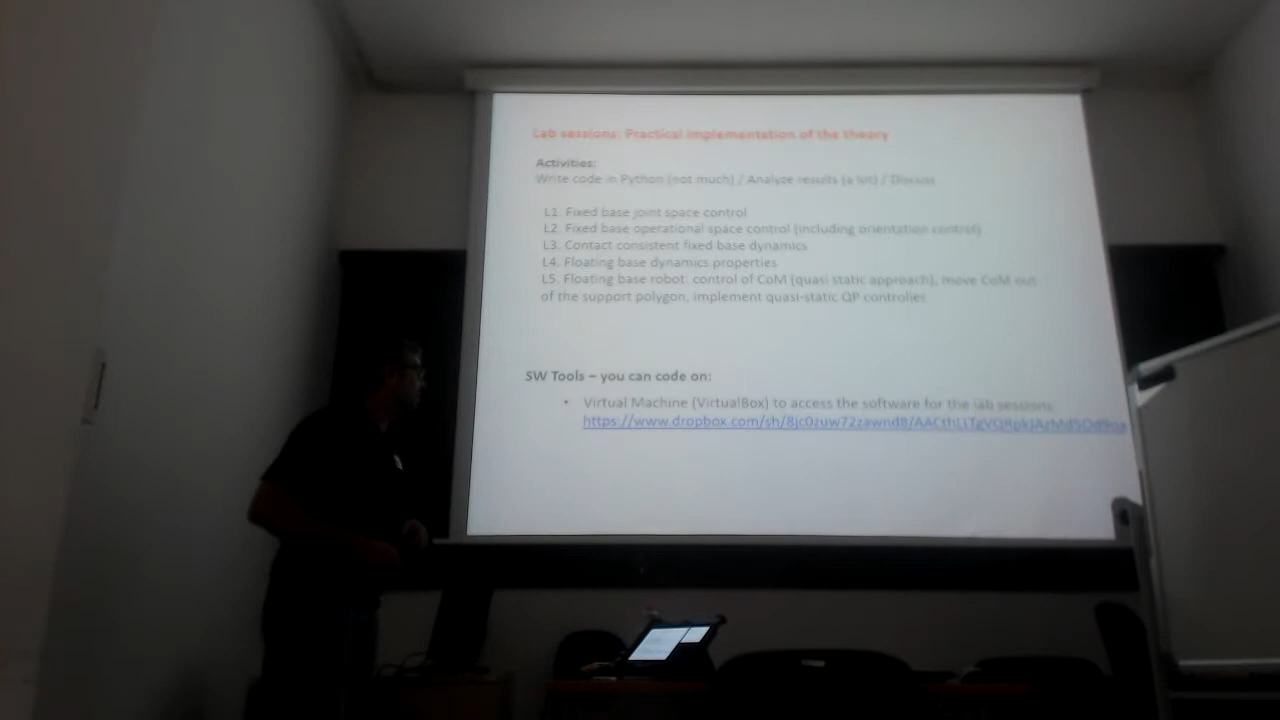 Lab sessions: Practical implementation of the theory
Activities:
Write code in Python (not much) / Analyze results (a lot) / Discuss
L1. Fixed base joint space control
L2. Fixed base operational space control (including orientation control)
L3. Contact consistent fixed base dynamics
L4. Floating base dynamics properties
L5. Floating base robot: control of CoM (quasi static approach), move CoM out
of the support polygon, implement quasi-static QP controller
SW Tools – you can code on:
• Virtual Machine (VirtualBox) to access the software for the lab sessions